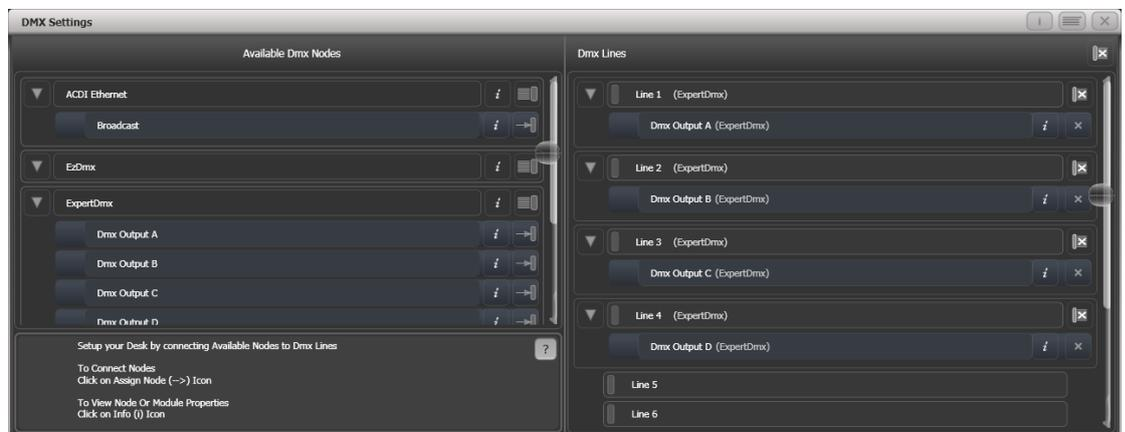 DMX Settings
Available Dmx Nodes
ACDI Ethernet
Broadcast
EzDmx
ExpertDmx
Dmx Output A
Dmx Output B
Dmx Output C
Dmx Output D
Setup your Desk by connecting Available Nodes to Dmx Lines
?
To Connect Nodes
Click on Assign Node (-->) Icon
To View Node Or Module Properties
Click on Info (i) Icon
Dmx Lines
Line 1 (ExpertDmx)
Dmx Output A (ExpertDmx)
Line 2 (ExpertDmx)
Dmx Output B (ExpertDmx)
Line 3 (ExpertDmx)
Dmx Output C (ExpertDmx)
Line 4 (ExpertDmx)
Dmx Output D (ExpertDmx)
Line 5
Line 6